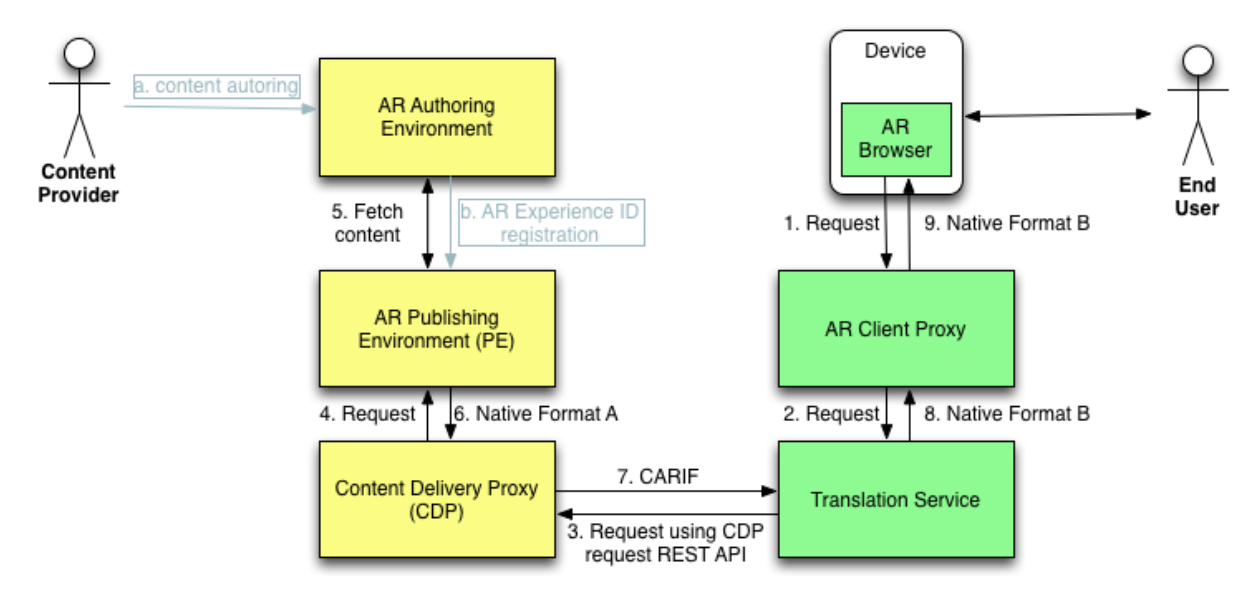 Content
Provider
a. content autoring
AR Authoring
Environment
5. Fetch
content
b. AR Experience ID
registration
AR Publishing
Environment (PE)
4. Request
6. Native Format A
Content Delivery Proxy
(CDP)
7. CARIF
3. Request using CDP
request REST API
Device
AR
Browser
End
User
1. Request
9. Native Format B
AR Client Proxy
2. Request
8. Native Format B
Translation Service